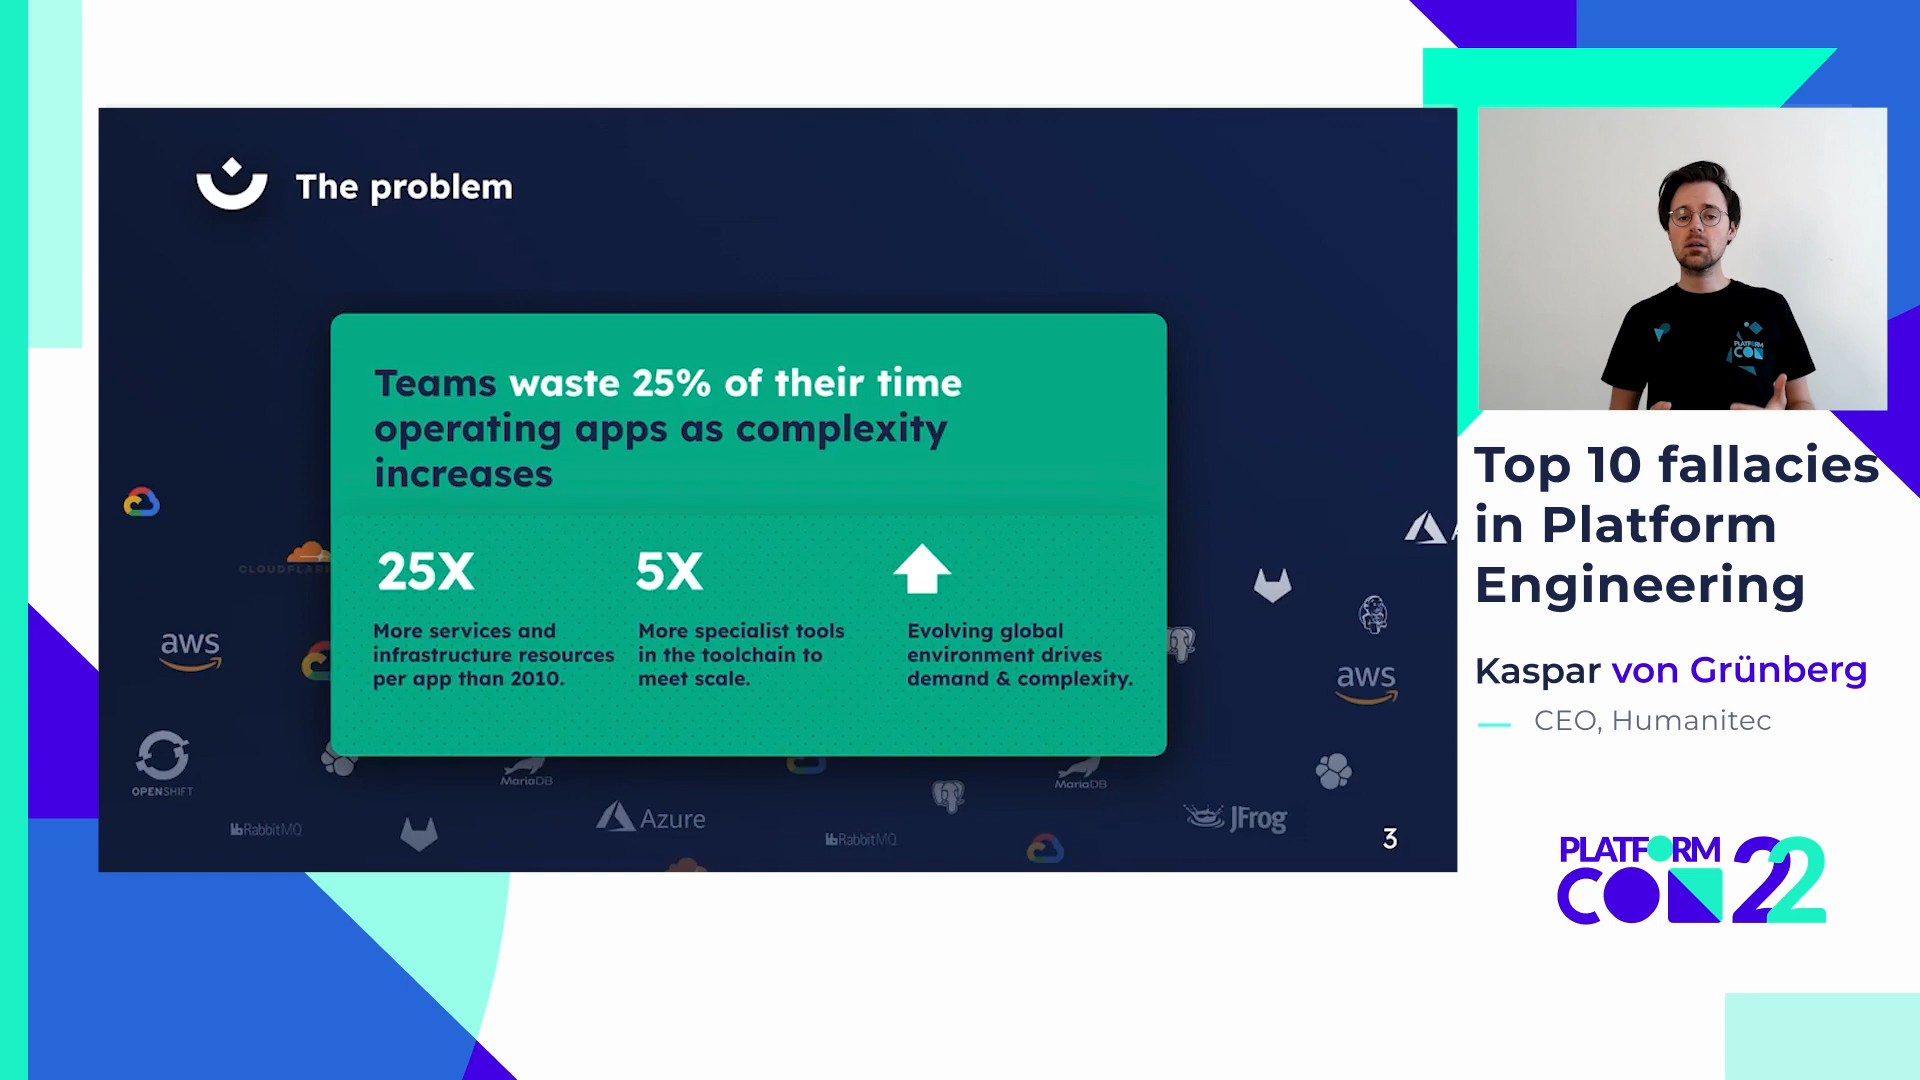 The problem
Teams waste 25% of their time
operating apps as complexity
increases
25X
More services and
infrastructure resources
per app than 2010.
5X
More specialist tools
in the toolchain to
meet scale.
Evolving global
environment drives
demand & complexity.
CLOUDFLARE
aws
OPENSHIFT
RabbitMQ
MariaDB
Azure
RabbitMQ
MariaDB
JFrog
aws
3
PLATFORM
CON
Top 10 fallacies
in Platform
Engineering
Kaspar von Grünberg
CEO, Humanitec
PLATFORM
CON 22